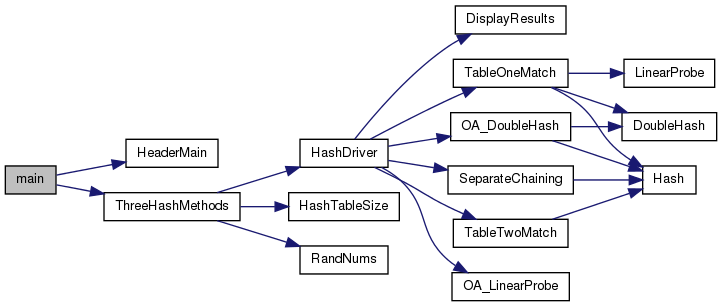 DisplayResults
TableOneMatch
LinearProbe
OA_DoubleHash
DoubleHash
HeaderMain
HashDriver
main
SeparateChaining
Hash
ThreeHashMethods
HashTableSize
TableTwoMatch
RandNums
OA_LinearProbe